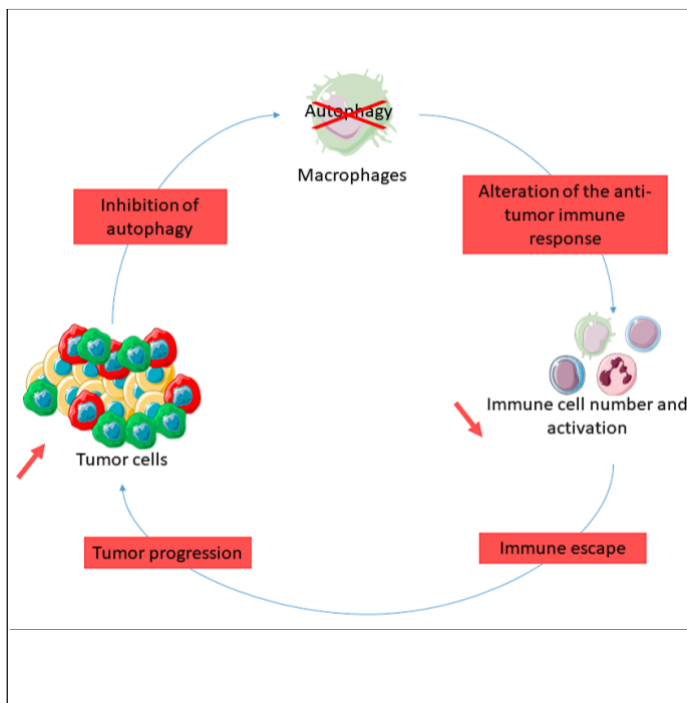 Autophagy
Macrophages
Inhibition of
autophagy
Alteration of the anti-
tumor immune
response
Immune cell number and
activation
Tumor cells
Tumor progression
Immune escape